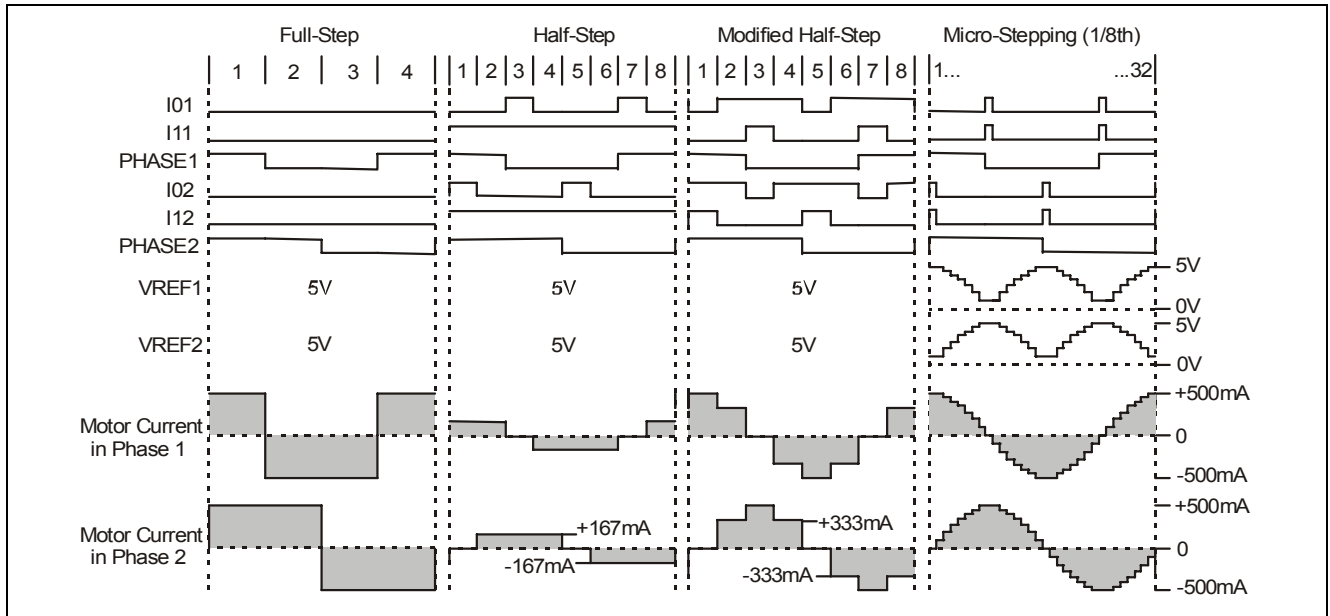 Full-Step Half-Step Modified Half-Step Micro-Stepping (1/8th)
1 2 3 4 1 2 3 4 5 6 7 8 1 2 3 4 5 6 7 8 1... ...32
I01
I11
PHASE1
I02
I12
PHASE2
VREF1 5V 5V 5V 5V
0V
VREF2 5V 5V 5V 5V
0V
Motor Current in Phase 1 +500mA
0
-500mA
Motor Current in Phase 2 +167mA +333mA +500mA
0
-167mA -333mA -500mA